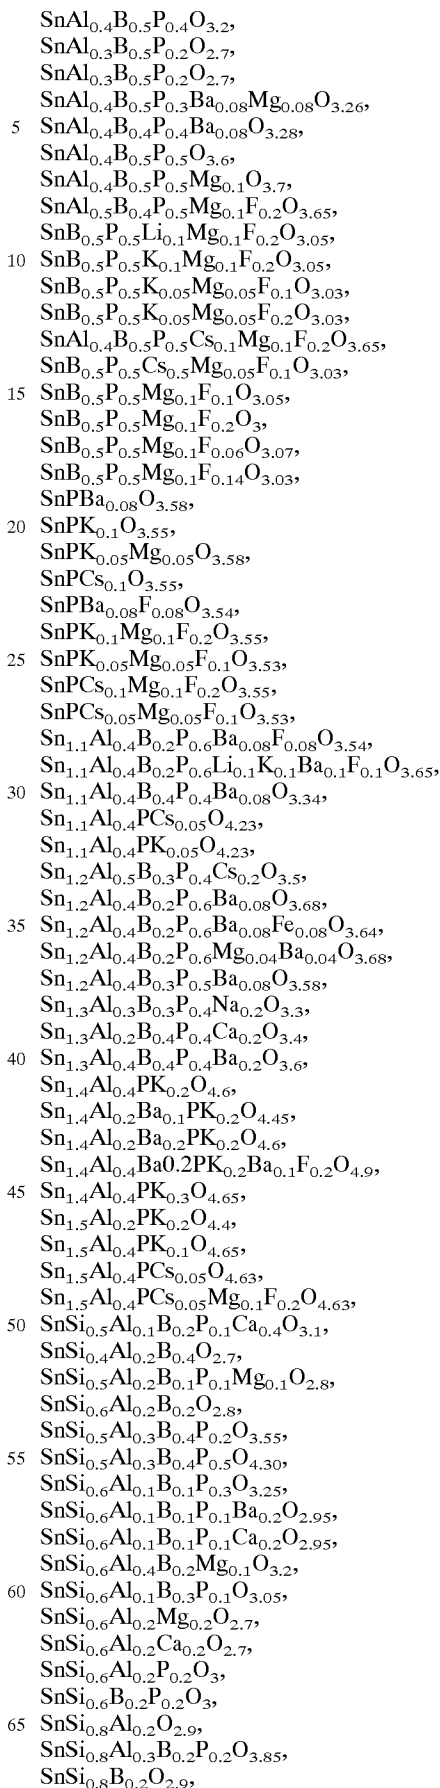 SnAl0.4B0.5P0.4O3.2,
SnAl0.3B0.5P0.2O2.7,
SnAl0.3B0.5P0.2O2.7,
SnAl0.4B0.5P0.3Ba0.08Mg0.08O3.26,
5 SnAl0.4B0.4P0.4Ba0.08O3.28,
SnAl0.4B0.5P0.5O3.6,
SnAl0.4B0.5P0.5Mg0.1O3.7,
SnAl0.5B0.4P0.5Mg0.1F0.2O3.65,
SnB0.5P0.5Li0.1Mg0.1F0.2O3.05,
10 SnB0.5P0.5K0.1Mg0.1F0.2O3.05,
SnB0.5P0.5K0.05Mg0.05F0.1O3.03,
SnB0.5P0.5K0.05Mg0.05F0.2O3.03,
SnAl0.4B0.5P0.5Cs0.1Mg0.1F0.2O3.65,
SnB0.5P0.5Cs0.5Mg0.05F0.1O3.03,
15 SnB0.5P0.5Mg0.1F0.1O3.05,
SnB0.5P0.5Mg0.1F0.2O3,
SnB0.5P0.5Mg0.1F0.06O3.07,
SnB0.5P0.5Mg0.1F0.14O3.03,
SnPBa0.08O3.58,
20 SnPK0.1O3.55,
SnPK0.05Mg0.05O3.58,
SnPCs0.1O3.55,
SnPBa0.08F0.08O3.54,
SnPK0.1Mg0.1F0.2O3.55,
25 SnPK0.05Mg0.05F0.1O3.53,
SnPCs0.1Mg0.1F0.2O3.55,
SnPCs0.05Mg0.05F0.1O3.53,
Sn1.1Al0.4B0.2P0.6Ba0.08F0.08O3.54,
Sn1.1Al0.4B0.2P0.6Li0.1K0.1Ba0.1F0.1O3.65,
30 Sn1.1Al0.4B0.4P0.4Ba0.08O3.34,
Sn1.1Al0.4PCs0.05O4.23,
Sn1.1Al0.4PK0.05O4.23,
Sn1.2Al0.5B0.3P0.4Cs0.2O3.5,
Sn1.2Al0.4B0.2P0.6Ba0.08O3.68,
35 Sn1.2Al0.4B0.2P0.6Ba0.08Fe0.08O3.64,
Sn1.2Al0.4B0.2P0.6Mg0.04Ba0.04O3.68,
Sn1.2Al0.4B0.3P0.5Ba0.08O3.58,
Sn1.3Al0.3B0.3P0.4Na0.2O3.3,
Sn1.3Al0.2B0.4P0.4Ca0.2O3.4,
40 Sn1.3Al0.4B0.4P0.4Ba0.2O3.6,
Sn1.4Al0.4PK0.2O4.6,
Sn1.4Al0.2Ba0.1PK0.2O4.45,
Sn1.4Al0.2Ba0.2PK0.2O4.6,
Sn1.4Al0.4Ba0.2PK0.2Ba0.1F0.2O4.9,
45 Sn1.4Al0.4PK0.3O4.65,
Sn1.5Al0.2PK0.2O4.4,
Sn1.5Al0.4PK0.1O4.65,
Sn1.5Al0.4PCs0.05O4.63,
Sn1.5Al0.4PCs0.05Mg0.1F0.2O4.63,
50 SnSi0.5Al0.1B0.2P0.1Ca0.4O3.1,
SnSi0.4Al0.2B0.4O2.7,
SnSi0.5Al0.2B0.1P0.1Mg0.1O2.8,
SnSi0.6Al0.2B0.2O2.8,
SnSi0.5Al0.3B0.4P0.2O3.55,
55 SnSi0.5Al0.3B0.4P0.5O4.30,
SnSi0.6Al0.1B0.1P0.3O3.25,
SnSi0.6Al0.1B0.1P0.1Ba0.2O2.95,
SnSi0.6Al0.1B0.1P0.1Ca0.2O2.95,
SnSi0.6Al0.4B0.2Mg0.1O3.2,
60 SnSi0.6Al0.1B0.3P0.1O3.05,
SnSi0.6Al0.2Mg0.2O2.7,
SnSi0.6Al0.2Ca0.2O2.7,
SnSi0.6Al0.2P0.2O3,
SnSi0.6B0.2P0.2O3,
65 SnSi0.8Al0.2O2.9,
SnSi0.8Al0.3B0.2P0.2O3.85,
SnSi0.8B0.2O2.9,